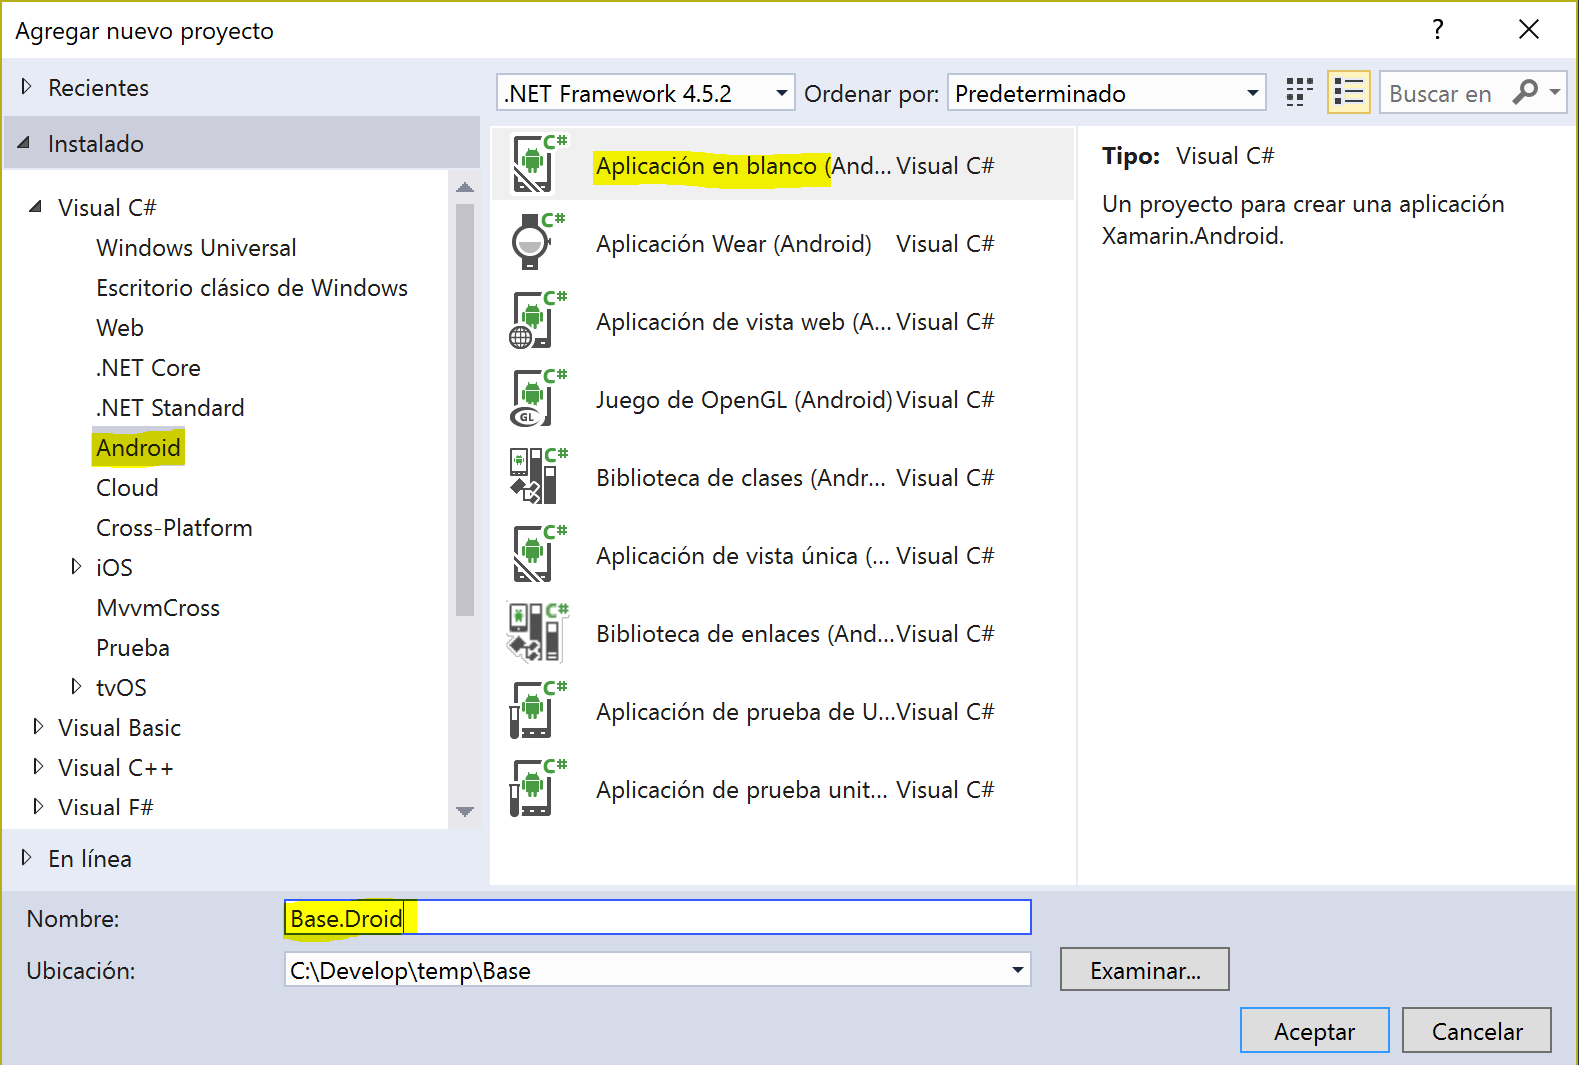 Agregar nuevo proyecto
?
Recientes
Instalado
Visual C#
Windows Universal
Escritorio clásico de Windows
Web
.NET Core
.NET Standard
Android
Cloud
Cross-Platform
iOS
MvvmCross
Prueba
tvOS
Visual Basic
Visual C++
Visual F#
En línea
.NET Framework 4.5.2
Ordenar por:
Predeterminado
Buscar en
C#
Aplicación en blanco (And... Visual C#
C#
Aplicación Wear (Android) Visual C#
C#
Aplicación de vista web (A... Visual C#
C#
GL
Juego de OpenGL (Android) Visual C#
C#
Biblioteca de clases (Andr... Visual C#
C#
Aplicación de vista única (... Visual C#
C#
Biblioteca de enlaces (And... Visual C#
C#
Aplicación de prueba de U... Visual C#
C#
Aplicación de prueba unit... Visual C#
Tipo: Visual C#
Un proyecto para crear una aplicación
Xamarin.Android.
Nombre:
Base.Droid
Ubicación:
C:\Develop\temp\Base
Examinar...
Aceptar
Cancelar